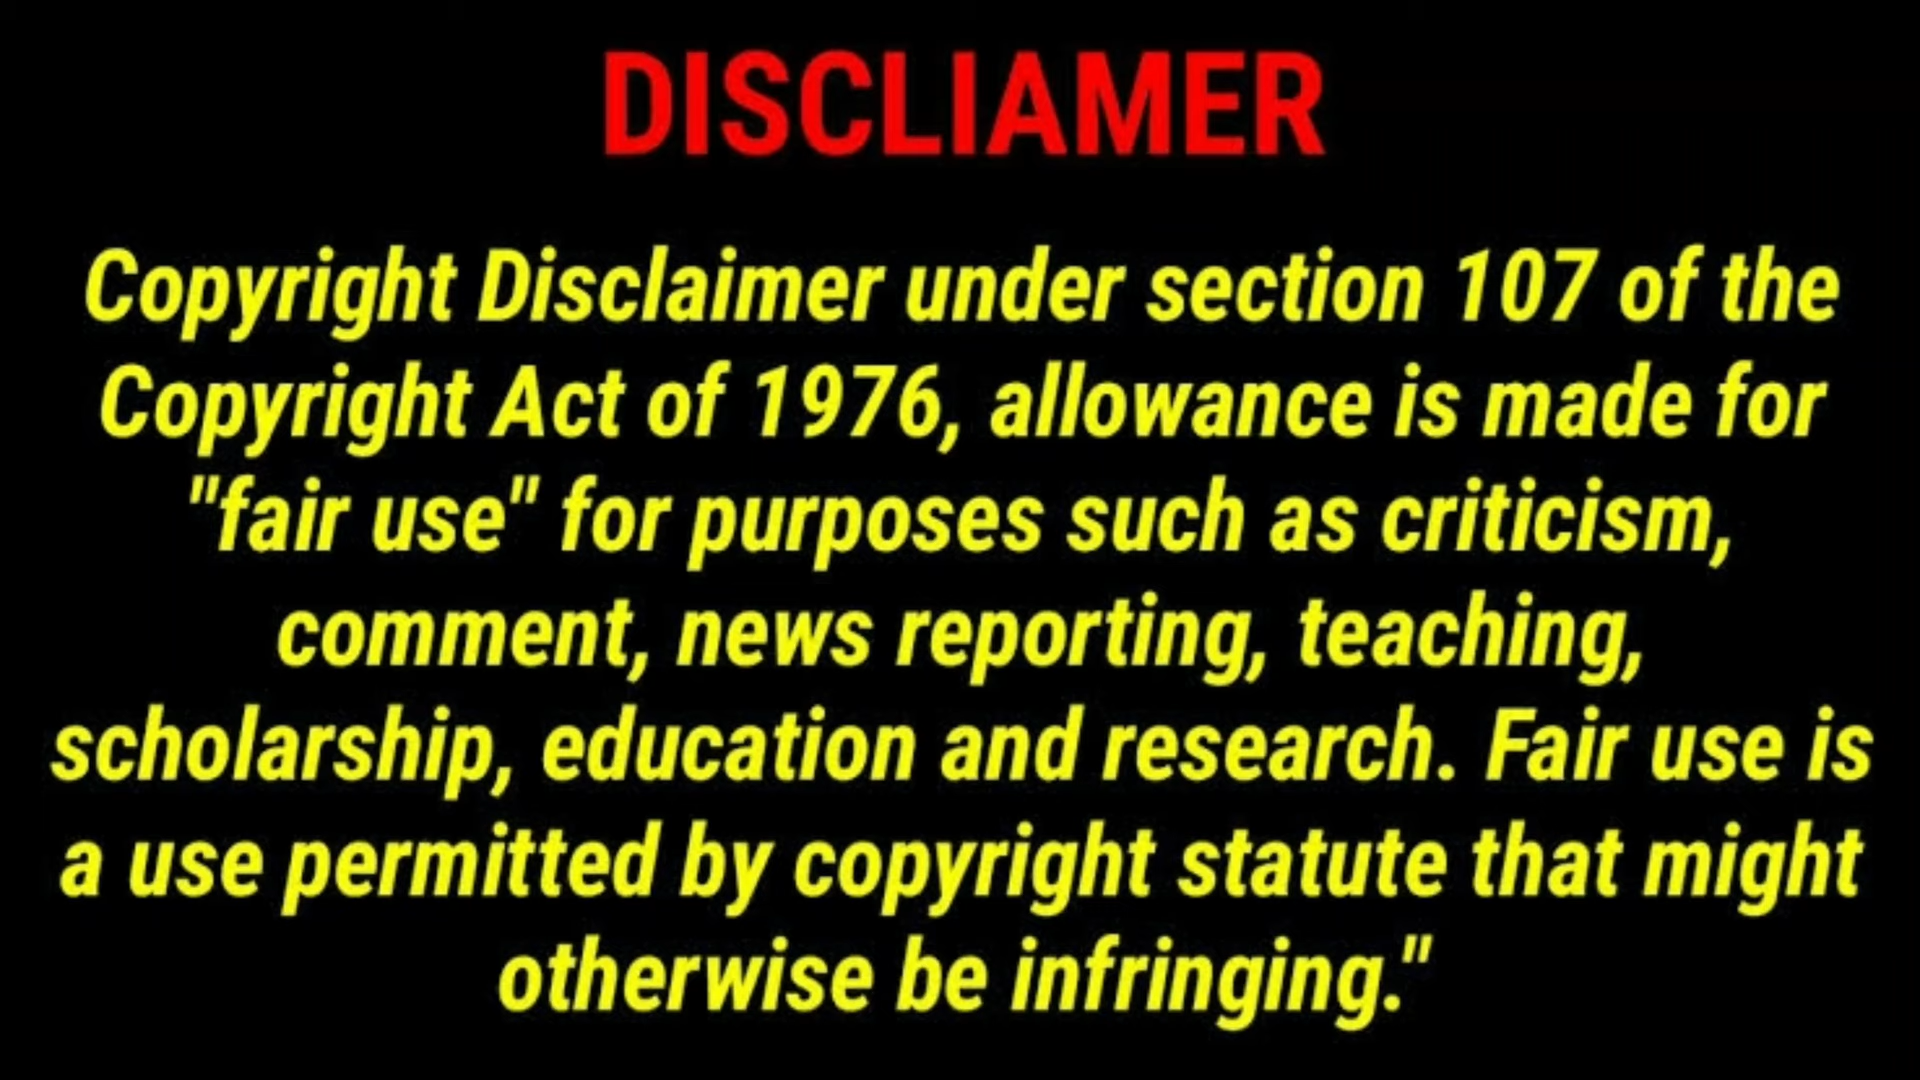 DISCLIAMER
Copyright Disclaimer under section 107 of the
Copyright Act of 1976, allowance is made for
"fair use" for purposes such as criticism,
comment, news reporting, teaching,
scholarship, education and research. Fair use is
a use permitted by copyright statute that might
otherwise be infringing."